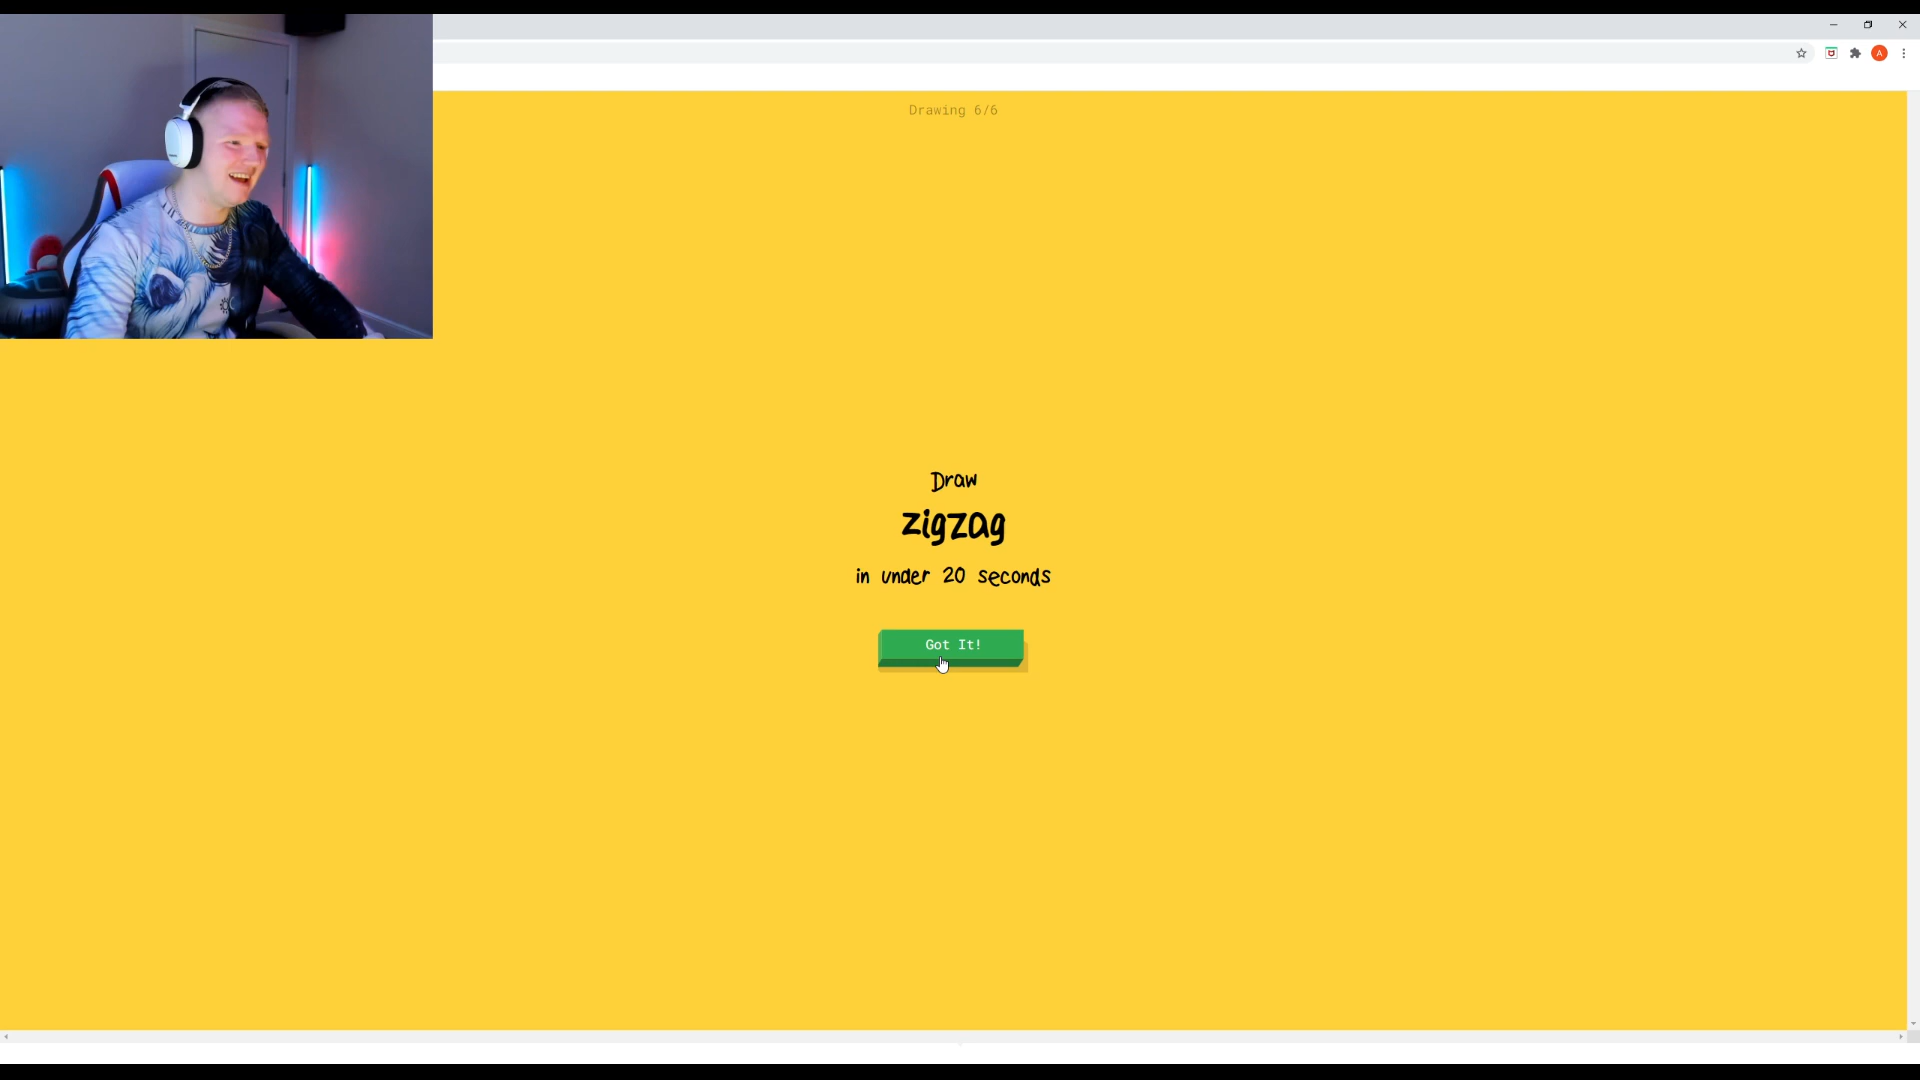 A
Drawing 6/6
Draw
zigzag
in under 20 seconds
Got It!